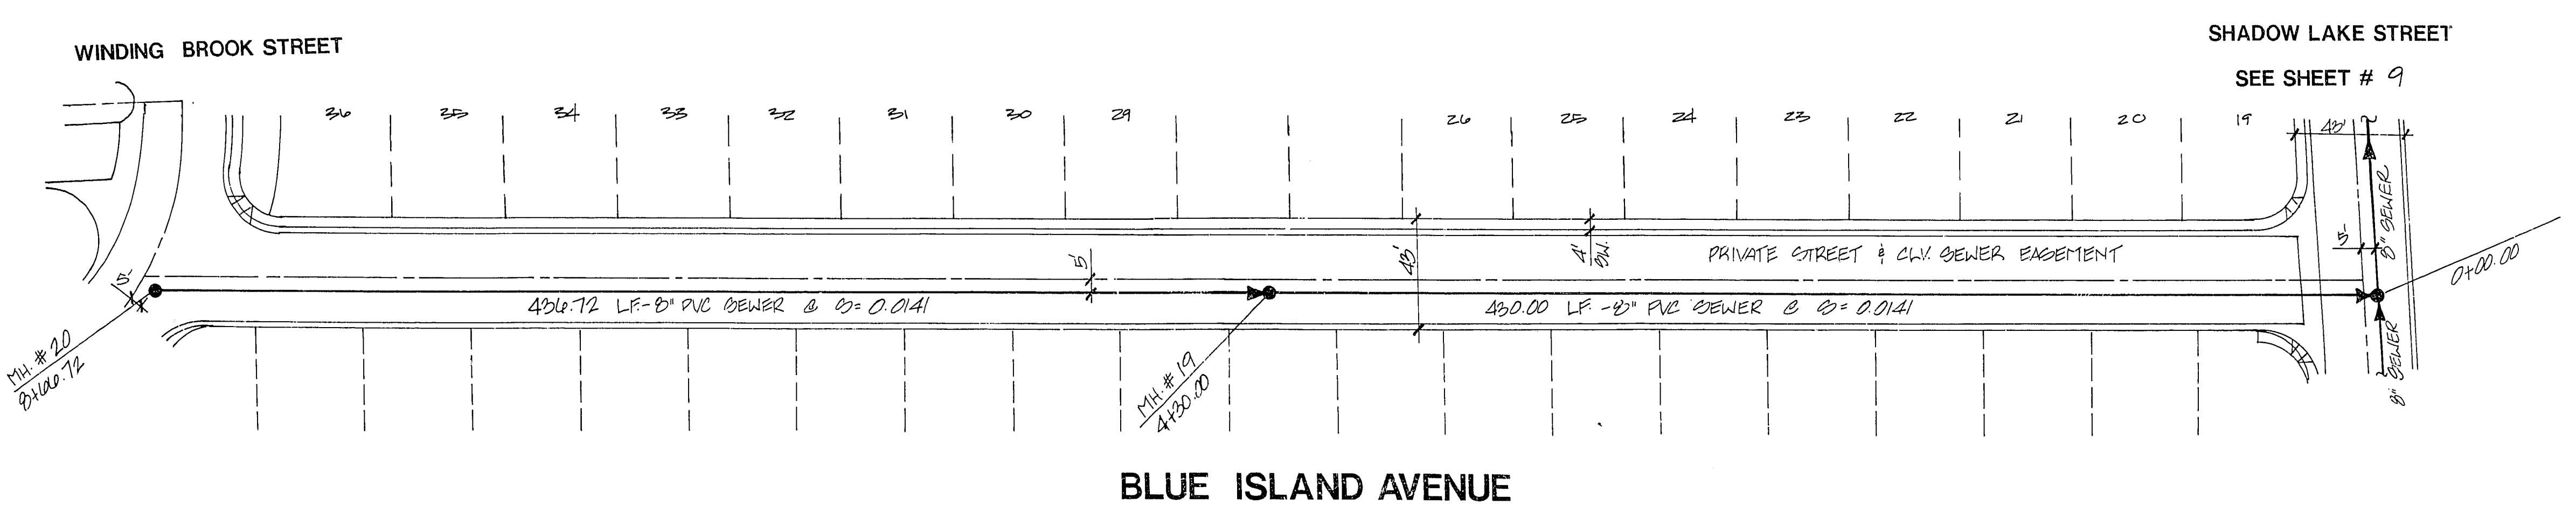 WINDING BROOK STREET
SHADOW LAKE STREET
SEE SHEET # 9
36 35 34 33 32 31 30 29 26 25 24 23 22 21 20 19
43'
8" SEWER
5'
5'
43'
4'
SW.
PRIVATE STREET & CLV. SEWER EASEMENT
5'
0+00.00
436.72 LF.-8" PVC SEWER @ S=0.0141
430.00 LF. -8" PVC SEWER @ S=0.0141
MH. # 20
8+66.72
MH. # 19
4+30.00
8" SEWER
BLUE ISLAND AVENUE